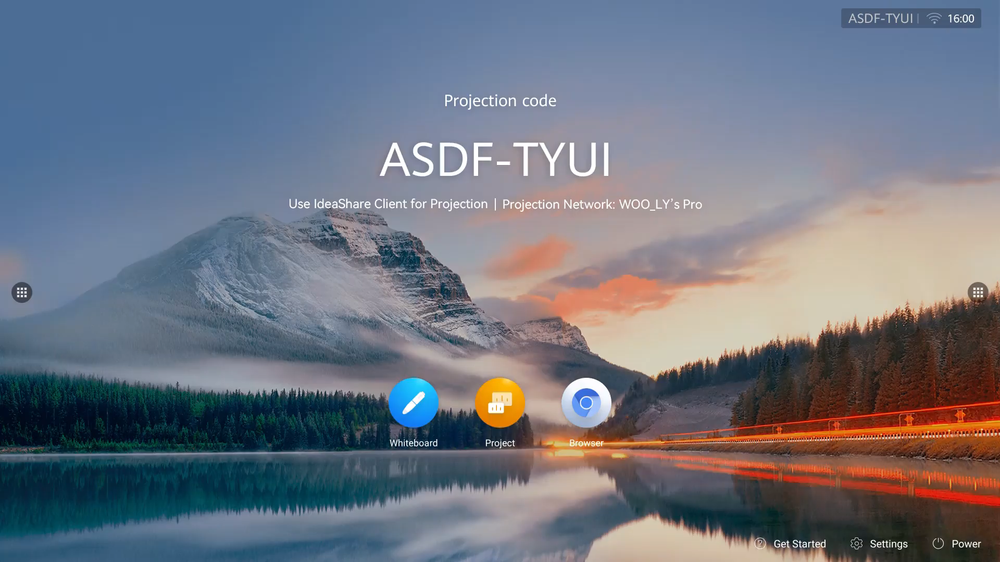 ASDF-TYUI | 16:00
Projection code
ASDF-TYUI
Use IdeaShare Client for Projection | Projection Network: WOO_LY's Pro
Whiteboard Project Browser
Get Started Settings Power